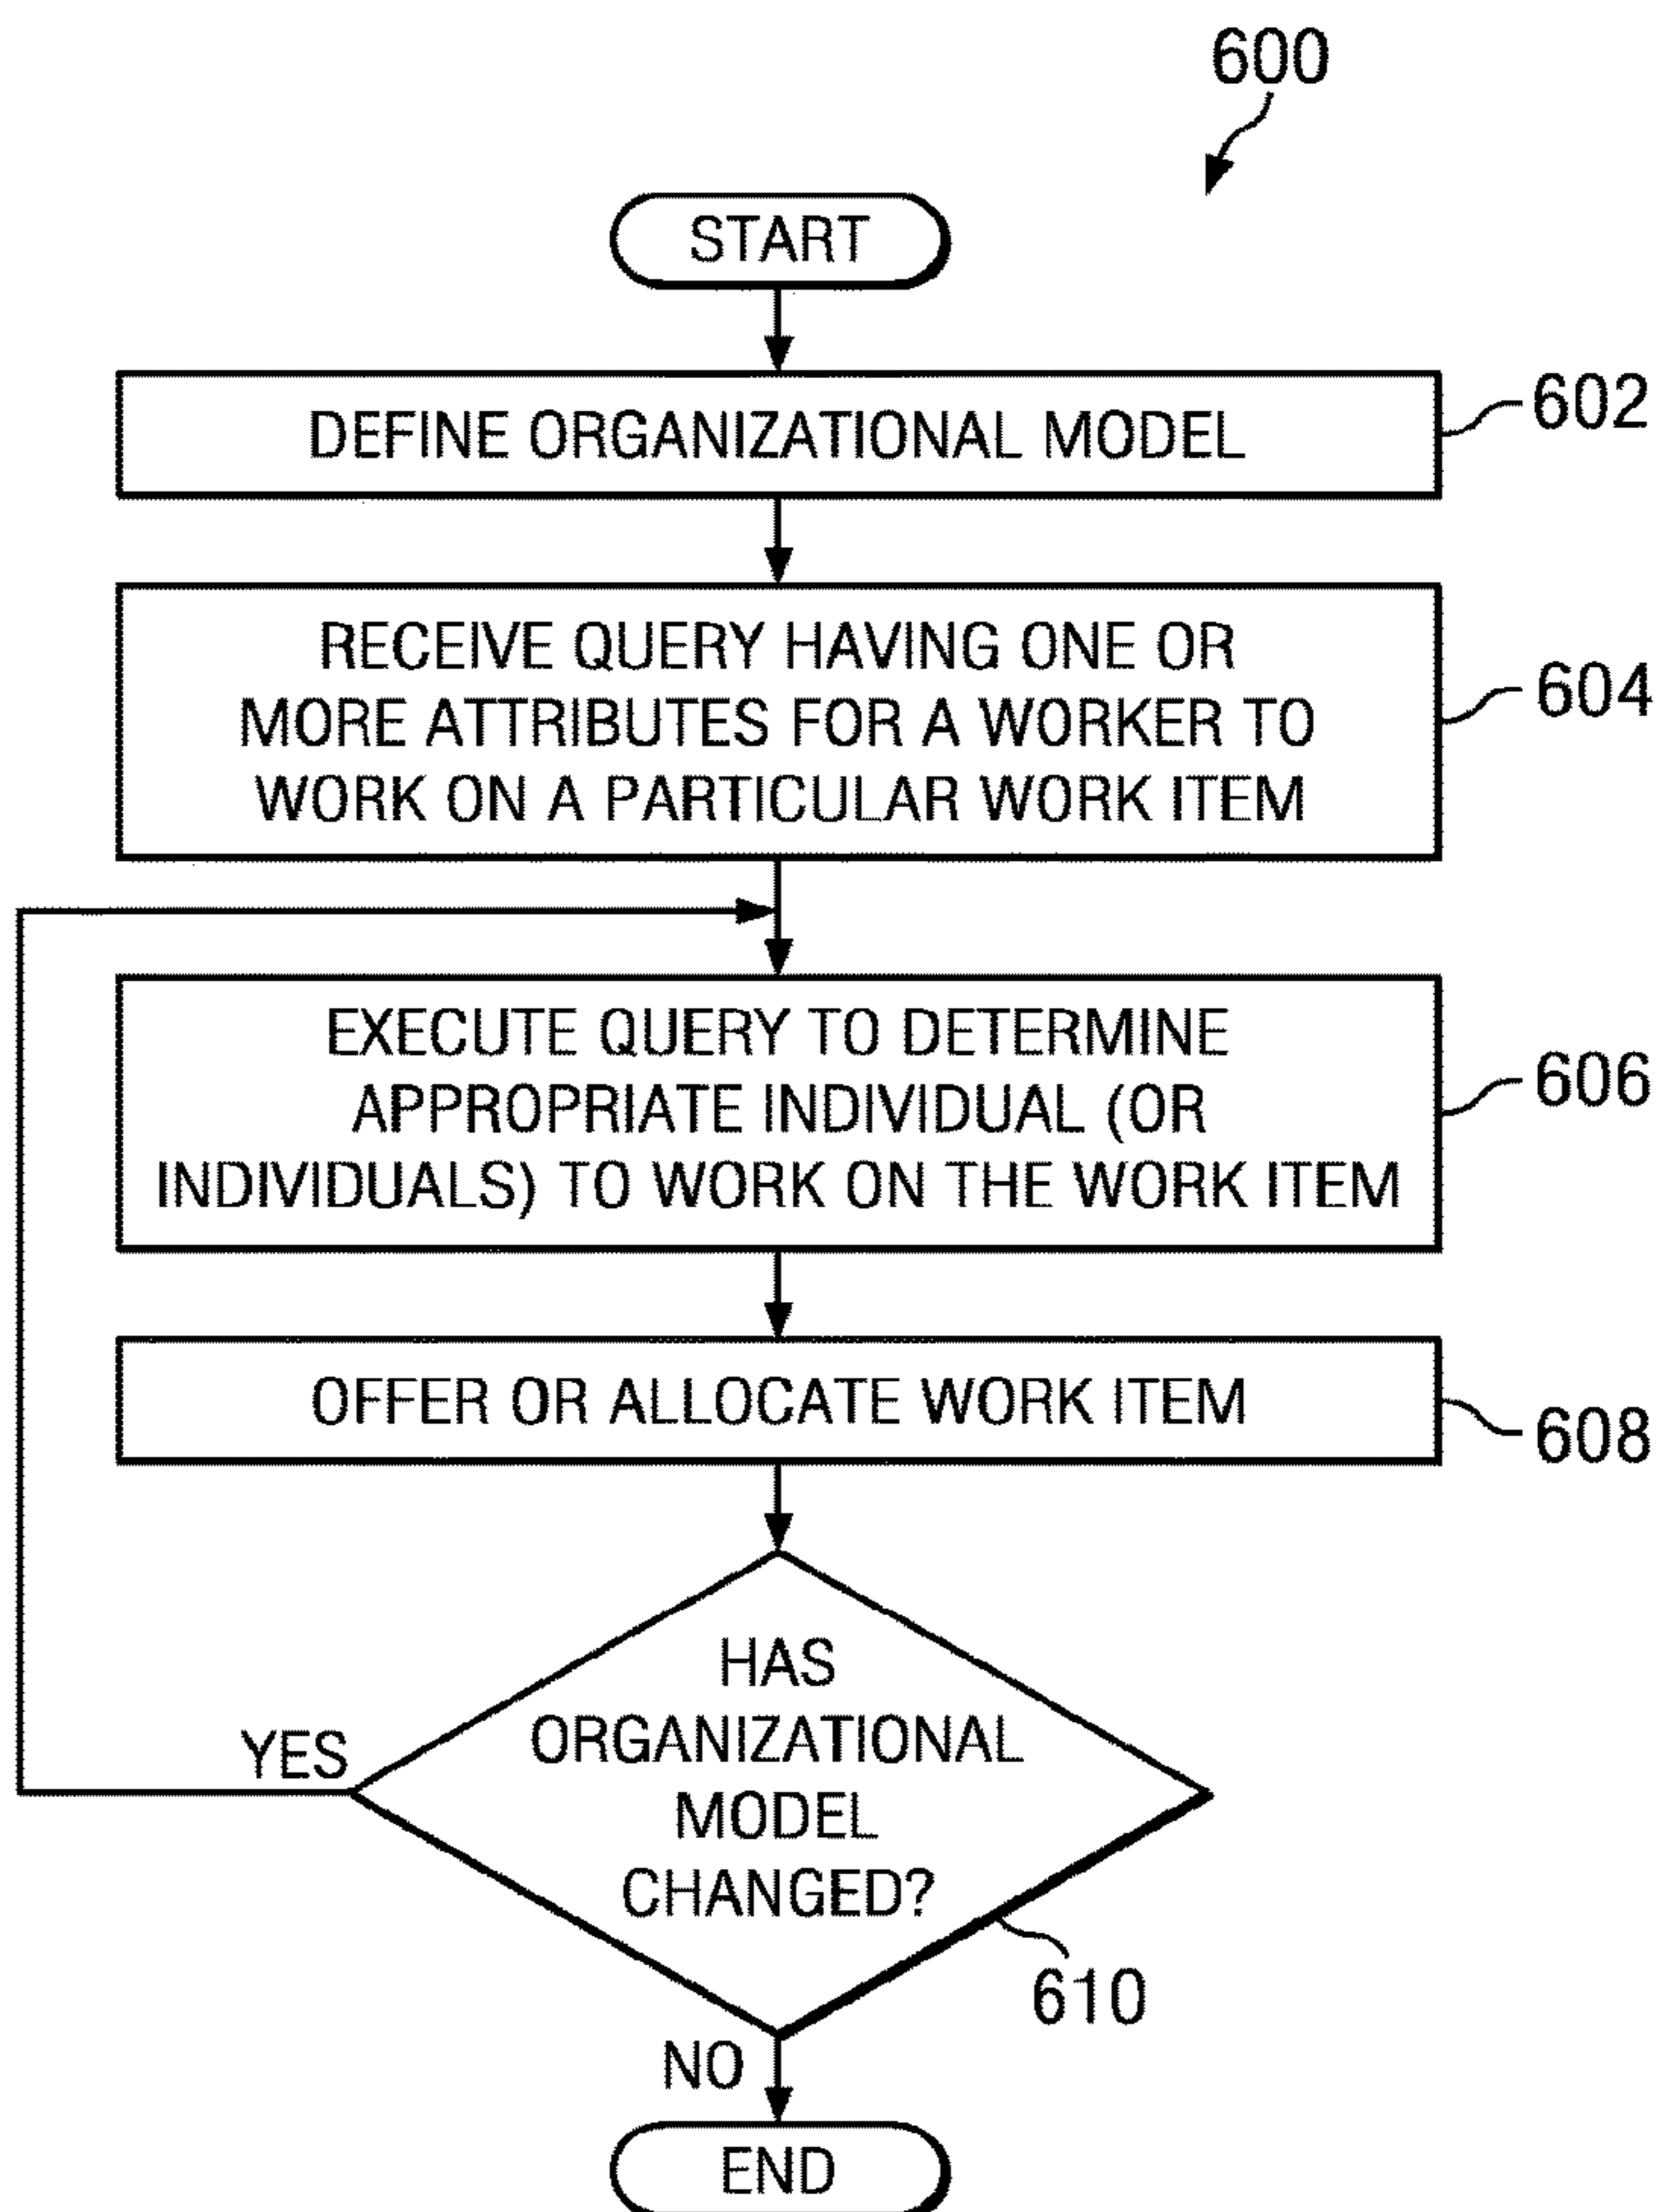 600
START
DEFINE ORGANIZATIONAL MODEL
602
RECEIVE QUERY HAVING ONE OR
MORE ATTRIBUTES FOR A WORKER TO
WORK ON A PARTICULAR WORK ITEM
604
EXECUTE QUERY TO DETERMINE
APPROPRIATE INDIVIDUAL (OR
INDIVIDUALS) TO WORK ON THE WORK ITEM
606
OFFER OR ALLOCATE WORK ITEM
608
HAS
ORGANIZATIONAL
MODEL
CHANGED?
YES
610
NO
END